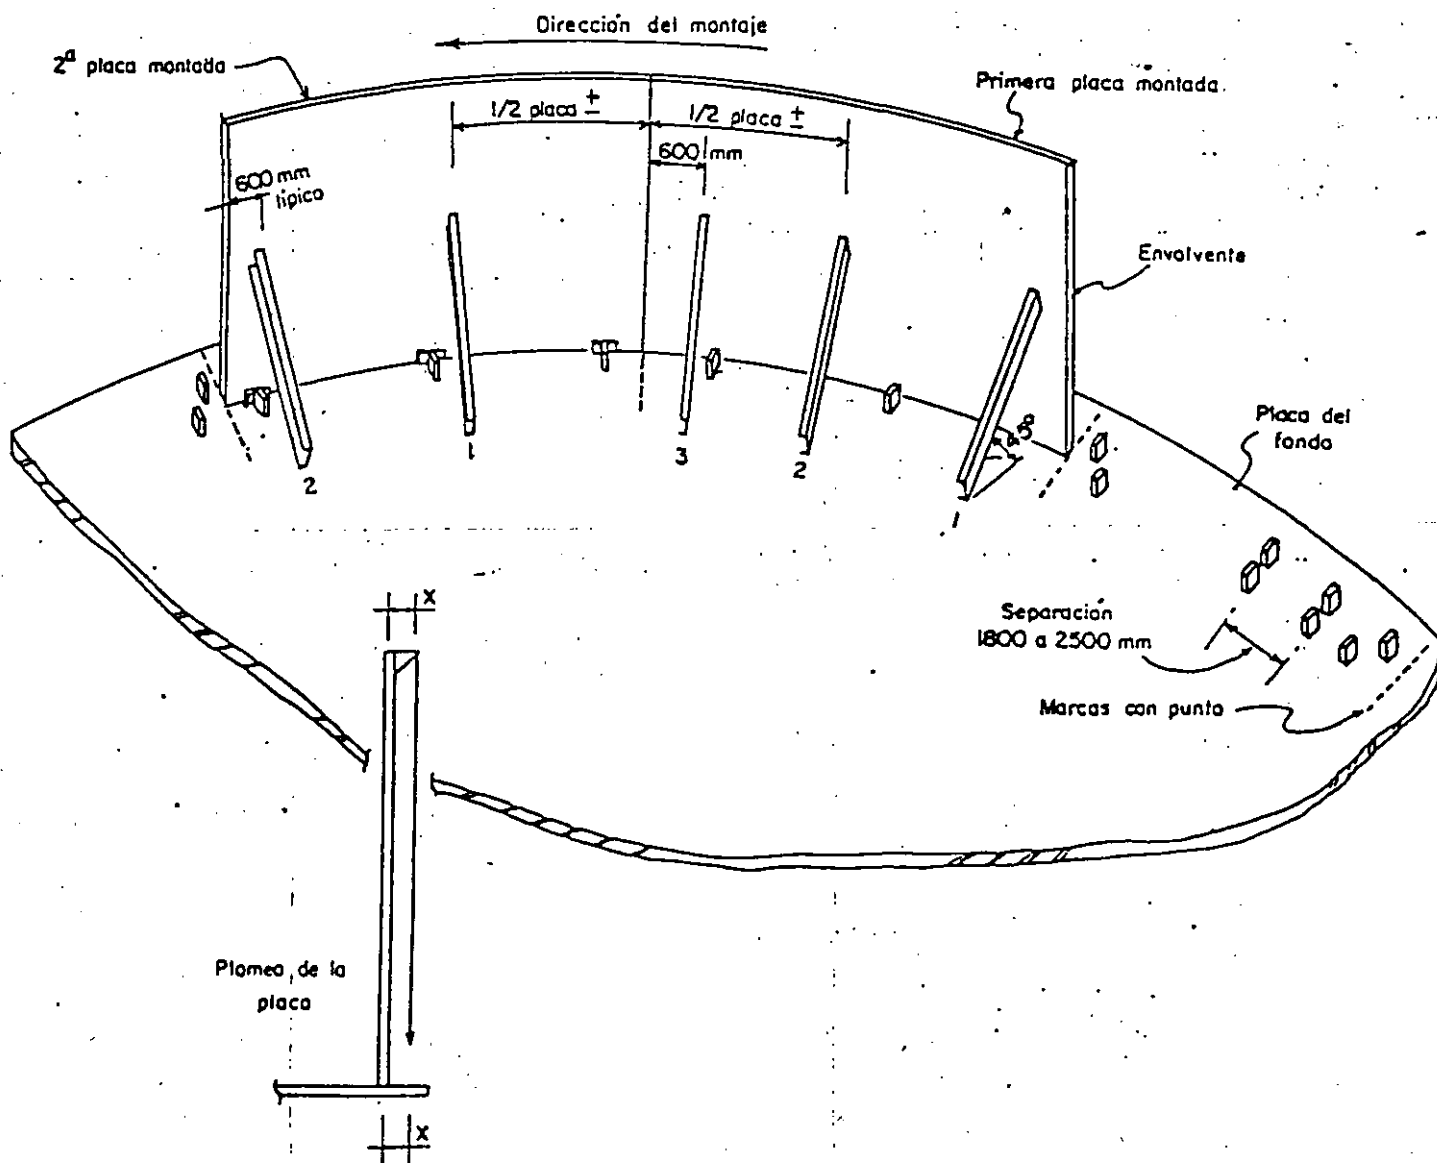 Dirección del montaje
2ª placa montada
Primera placa montada.
1/2 placa ±
1/2 placa ±
600 mm
600 mm
tipico
Envolvente
Placa del
fondo
45°
2
1
3
2
1
X
Separación
1800 a 2500 mm
Marcas con punto
Plomeo de la
placa
X